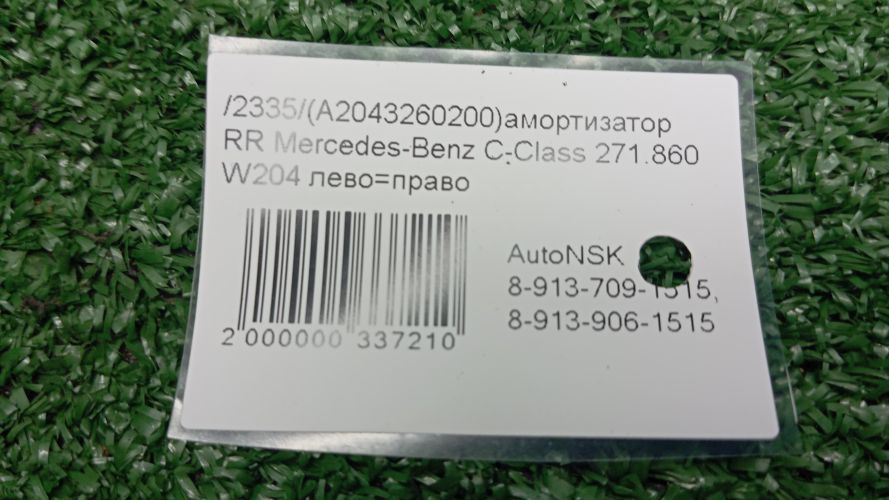 /2335/(A2043260200)амортизатор
RR Mercedes-Benz C-Class 271.860
W204 лево=право
AutoNSK
8-913-709-1515,
8-913-906-1515
2 000000 337210